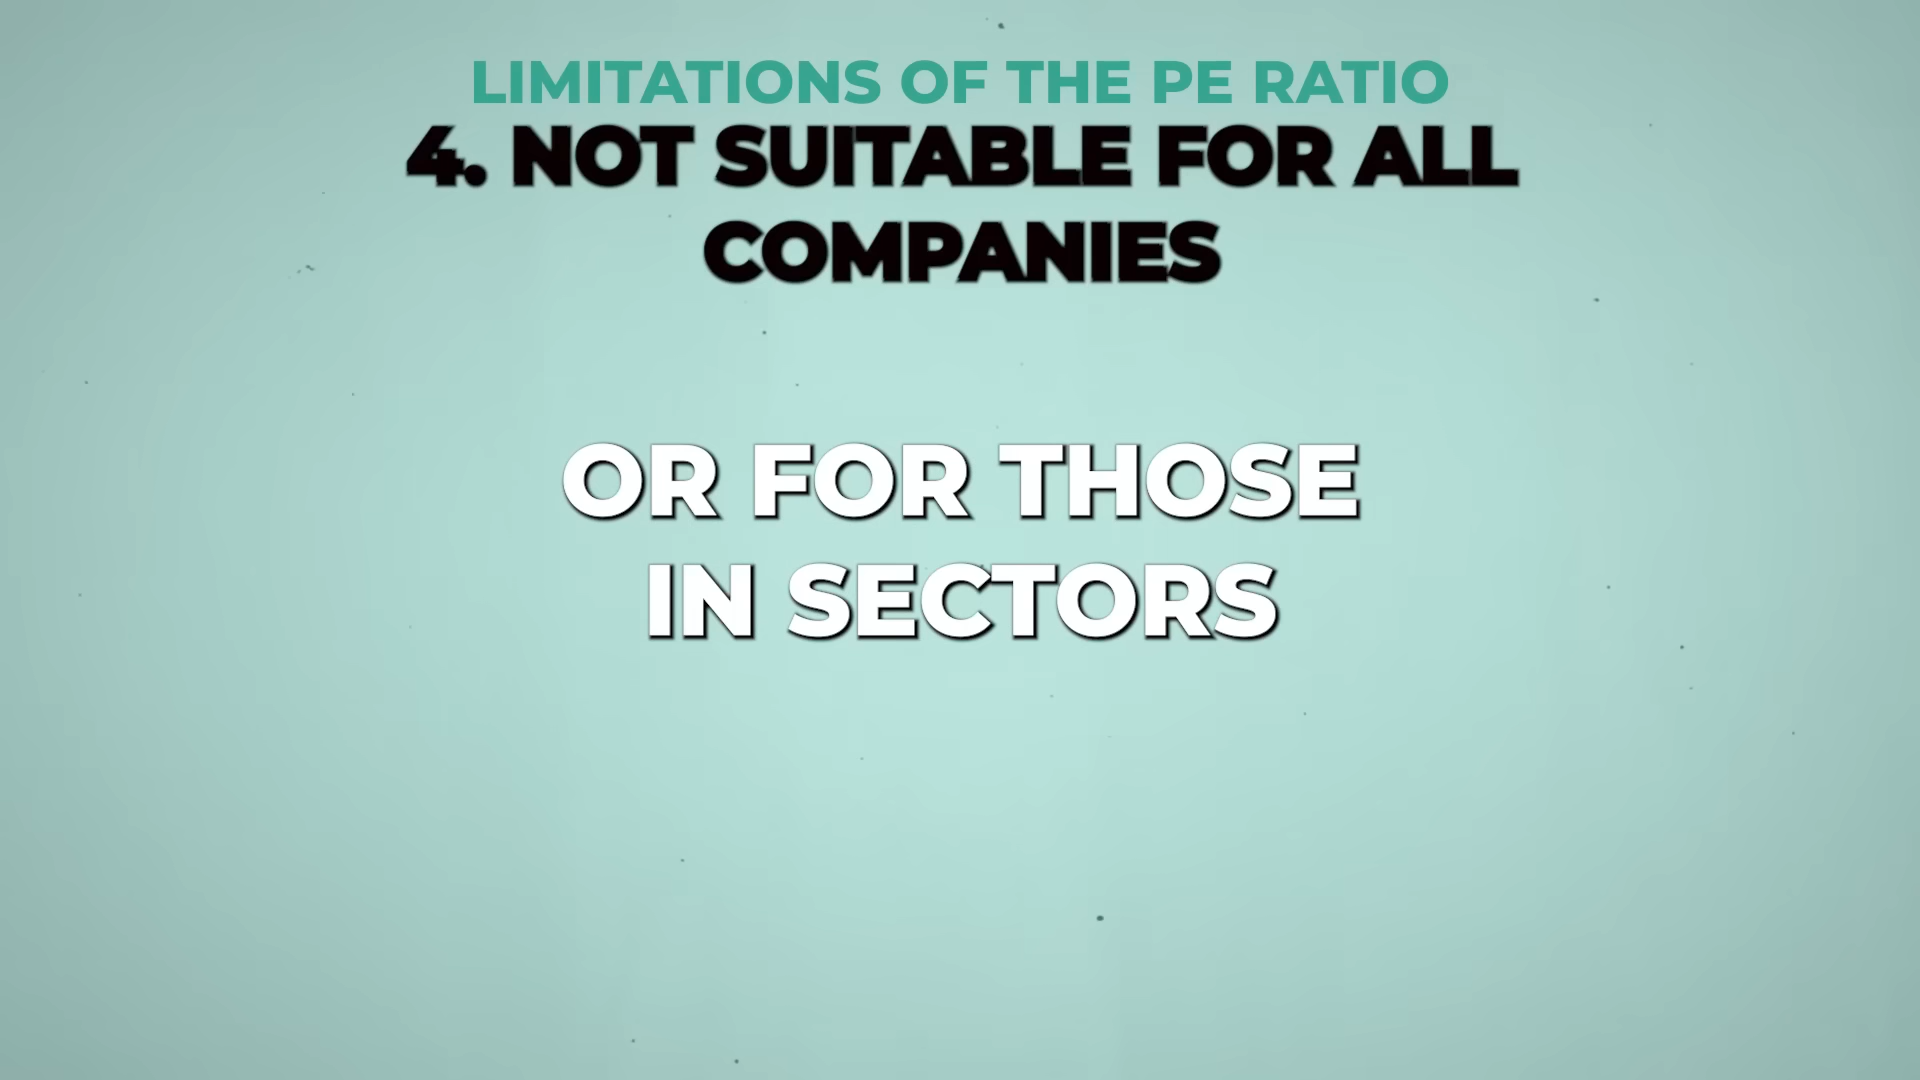 LIMITATIONS OF THE PE RATIO
4. NOT SUITABLE FOR ALL
COMPANIES
OR FOR THOSE
IN SECTORS